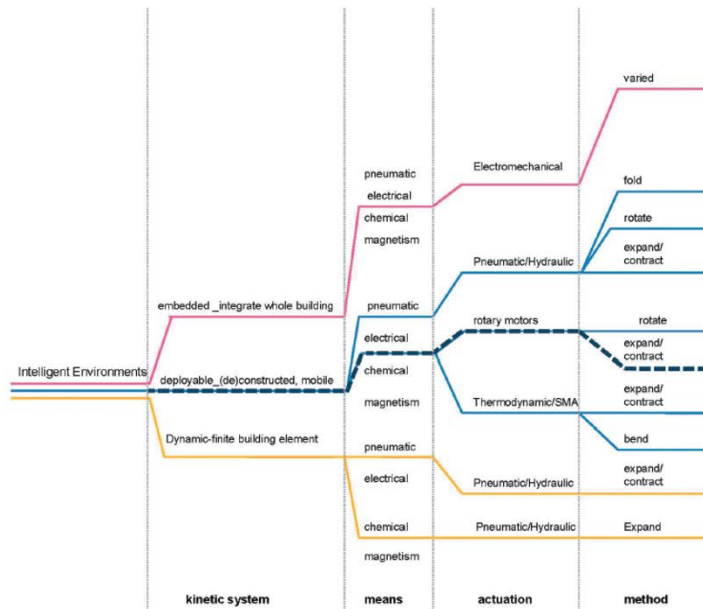 varied
pneumatic
Electromechanical
fold
electrical
chemical
rotate
magnetism
expand/
contract
Pneumatic/Hydraulic
embedded _integrate whole building
pneumatic
rotary motors
rotate
electrical
expand/
contract
Intelligent Environments
chemical
deployable_(de)constructed, mobile
magnetism
Thermodynamic/SMA
expand/
contract
Dynamic-finite building element
pneumatic
bend
electrical
Pneumatic/Hydraulic
expand/
contract
chemical
Pneumatic/Hydraulic
Expand
magnetism
kinetic system
means
actuation
method